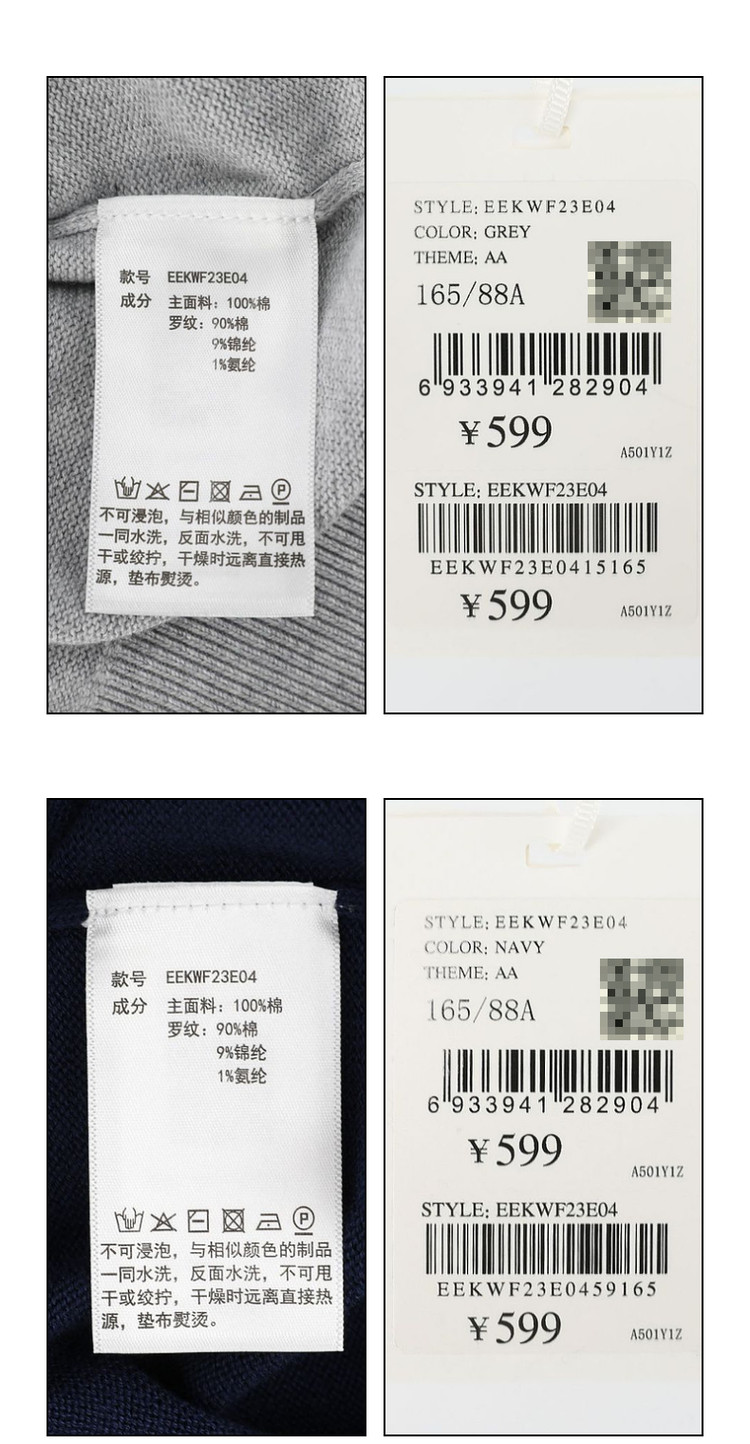 款号 EEKWF23E04
成分 主面料：100%棉
罗纹：90%棉
9%锦纶
1%氨纶
P
不可浸泡，与相似颜色的制品
一同水洗，反面水洗，不可甩
干或绞拧，干燥时远离直接热
源，垫布熨烫。
STYLE: EEKWF23E04
COLOR: GREY
THEME: AA
165/88A
6 933941 282904
¥599
A501Y1Z
STYLE: EEKWF23E04
EEKWF23E0415165
¥599
A501Y1Z
款号 EEKWF23E04
成分 主面料：100%棉
罗纹：90%棉
9%锦纶
1%氨纶
P
不可浸泡，与相似颜色的制品
一同水洗，反面水洗，不可甩
干或绞拧，干燥时远离直接热
源，垫布熨烫。
STYLE: EEKWF23E04
COLOR: NAVY
THEME: AA
165/88A
6 933941 282904
¥599
A501Y1Z
STYLE: EEKWF23E04
EEKWF23E0459165
¥599
A501Y1Z